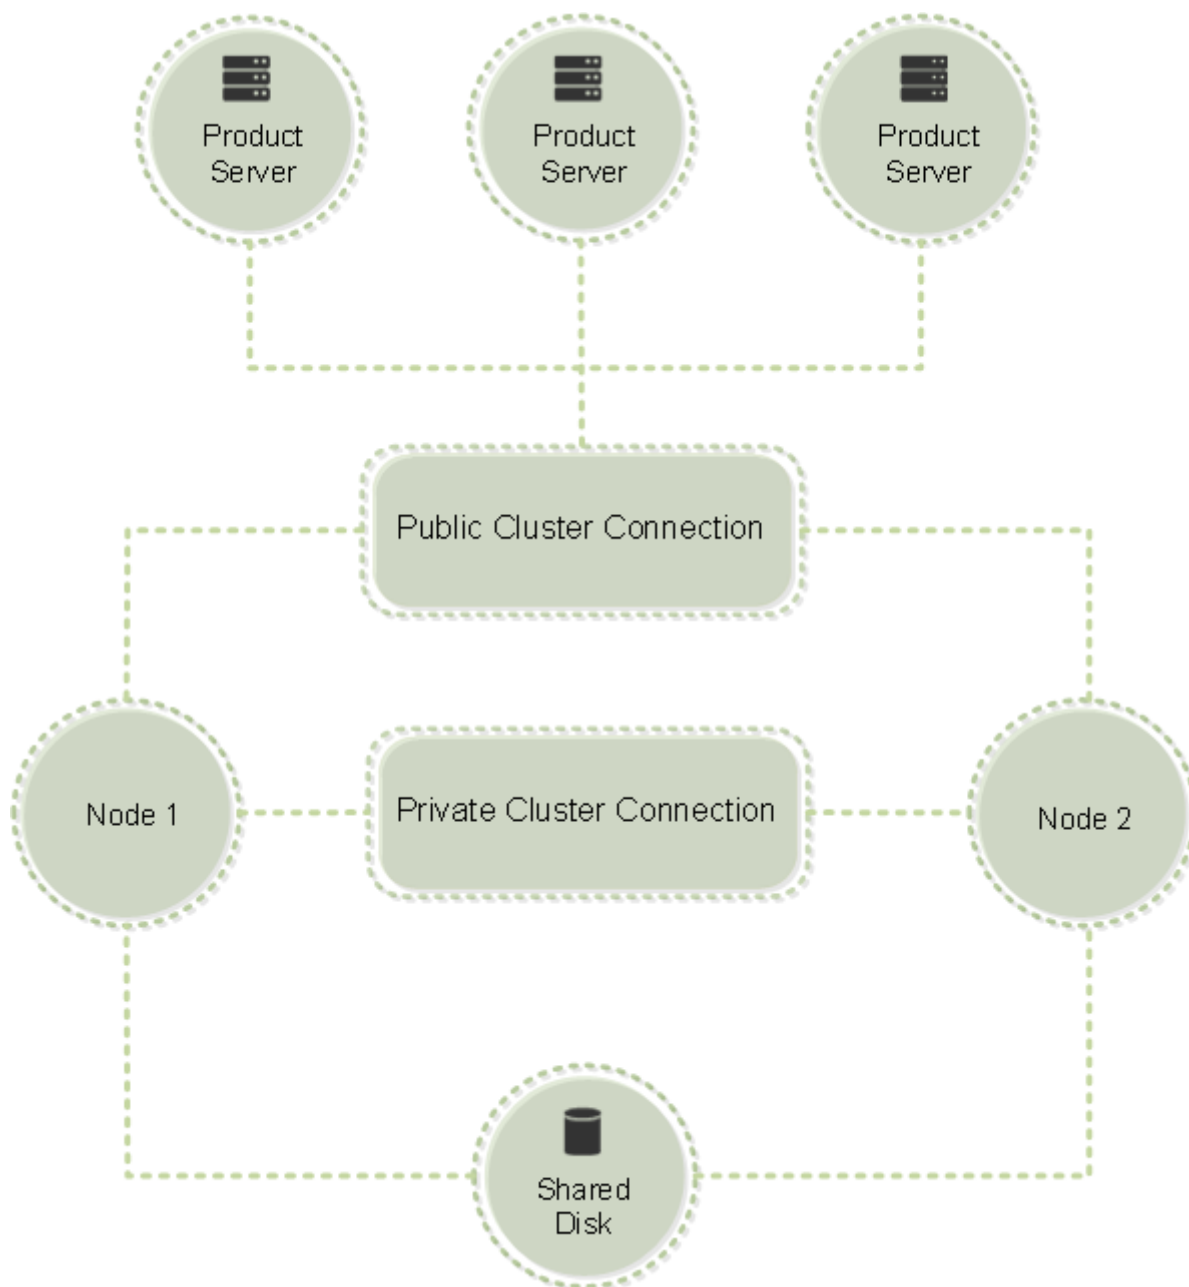 Product
Server
Product
Server
Product
Server
Public Cluster Connection
Node 1
Private Cluster Connection
Node 2
Shared
Disk